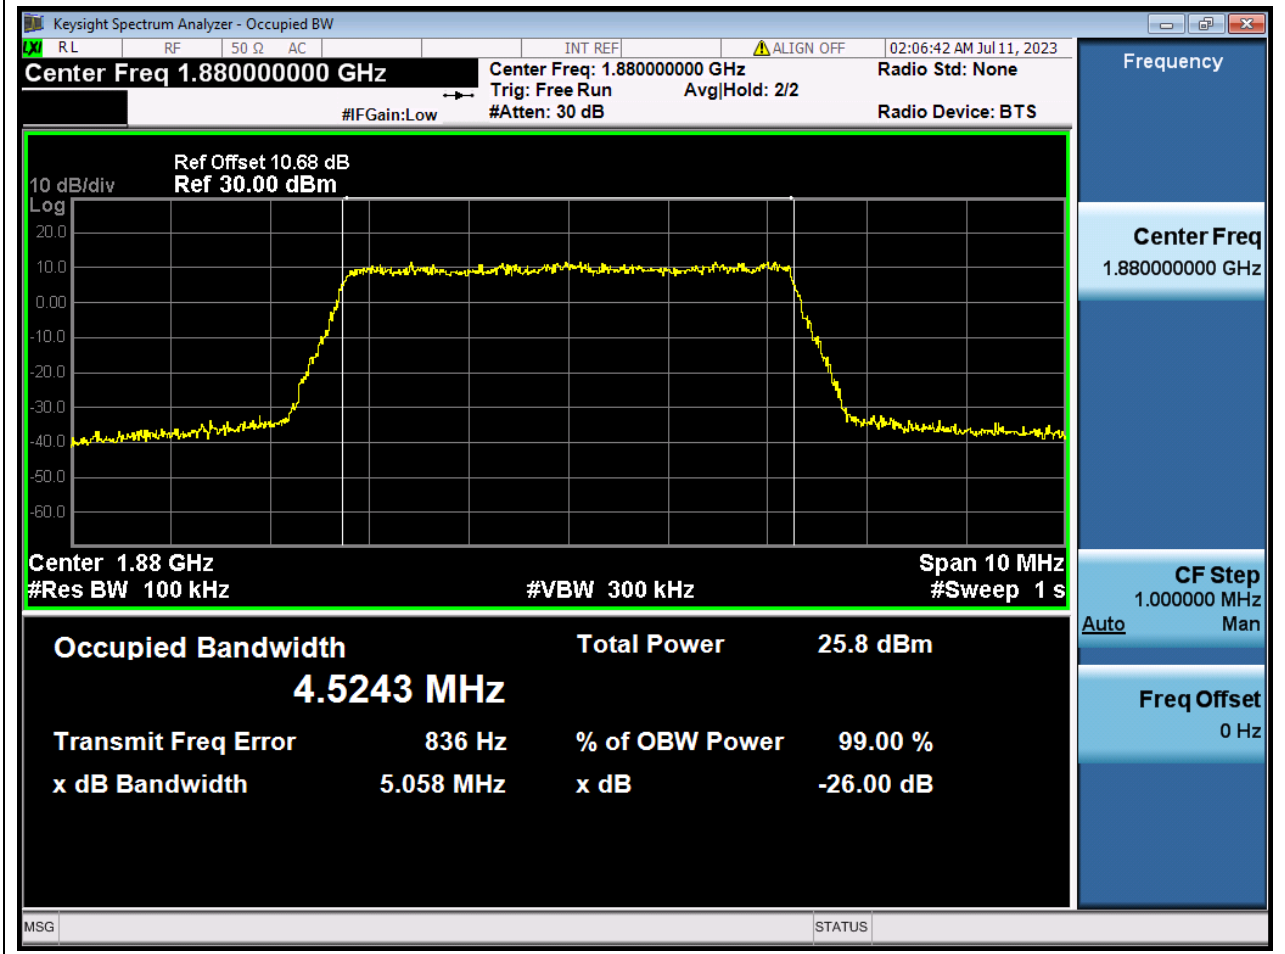 Keysight Spectrum Analyzer - Occupied BW
LXI RL RF 50 Ω AC INT REF ALIGN OFF 02:06:42 AM Jul 11, 2023
Center Freq 1.880000000 GHz
Center Freq: 1.880000000 GHz
Radio Std: None
Trig: Free Run Avg|Hold: 2/2
#IFGain:Low
#Atten: 30 dB
Radio Device: BTS
Ref Offset 10.68 dB
10 dB/div Ref 30.00 dBm
Log
20.0
10.0
0.00
-10.0
-20.0
-30.0
-40.0
-50.0
-60.0
Center 1.88 GHz Span 10 MHz
#Res BW 100 kHz #VBW 300 kHz #Sweep 1 s
Occupied Bandwidth Total Power 25.8 dBm
4.5243 MHz
Transmit Freq Error 836 Hz % of OBW Power 99.00 %
x dB Bandwidth 5.058 MHz x dB -26.00 dB
MSG STATUS
Frequency
Center Freq
1.880000000 GHz
CF Step
1.000000 MHz
Auto Man
Freq Offset
0 Hz